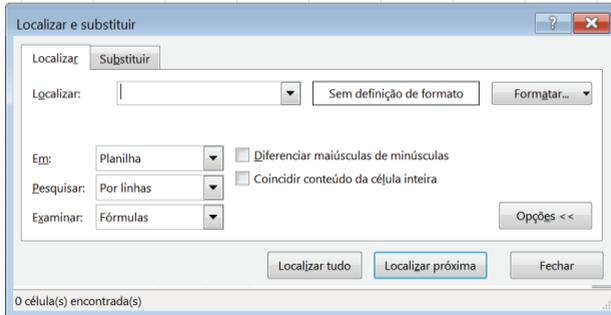 Localizar e substituir
Localizar Substituir
Localizar: Sem definição de formato Formatar...
Em: Planilha Diferenciar maiúsculas de minúsculas
Pesquisar: Por linhas Coincidir conteúdo da célula inteira
Examinar: Fórmulas Opções <<
Localizar tudo Localizar próxima Fechar
0 célula(s) encontrada(s)